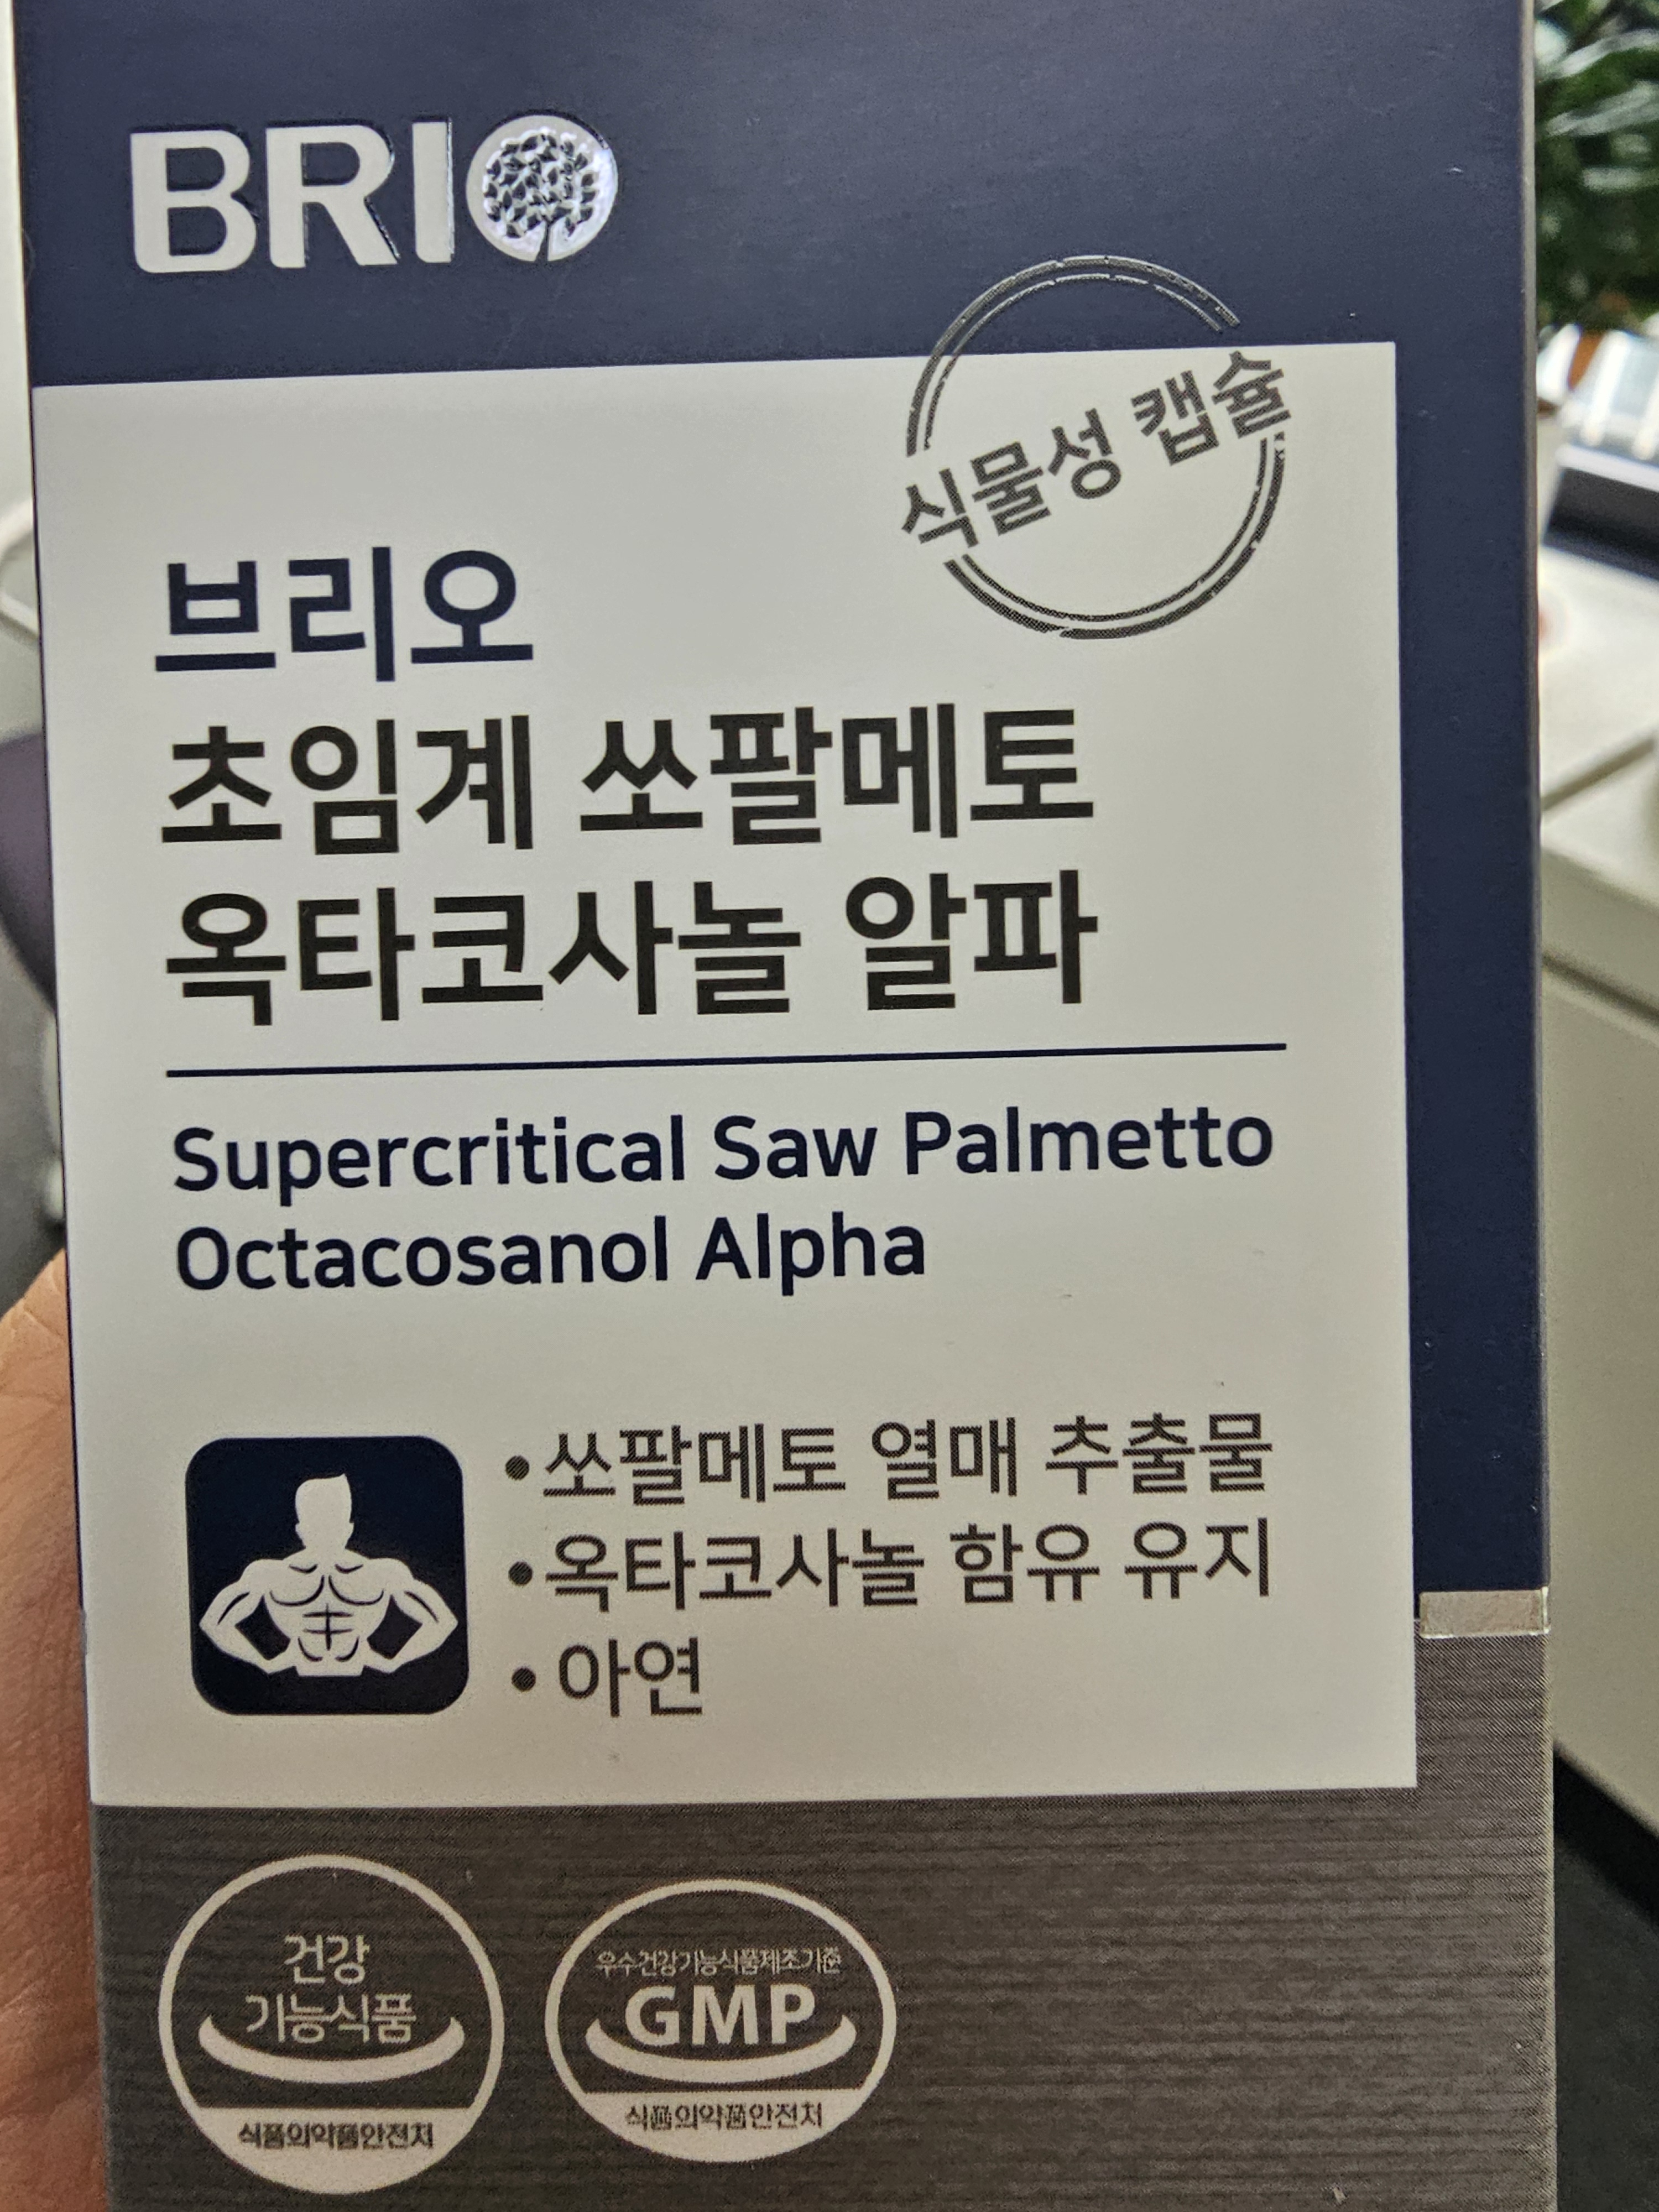 BRIO
식물성 캡슐
브리오
초임계 쏘팔메토
옥타코사놀 알파
Supercritical Saw Palmetto
Octacosanol Alpha
•쏘팔메토 열매 추출물
•옥타코사놀 함유 유지
• 아연
건강
기능식품
식품의약품안전처
우수건강기능식품제조기준
GMP
식품의약품안전처